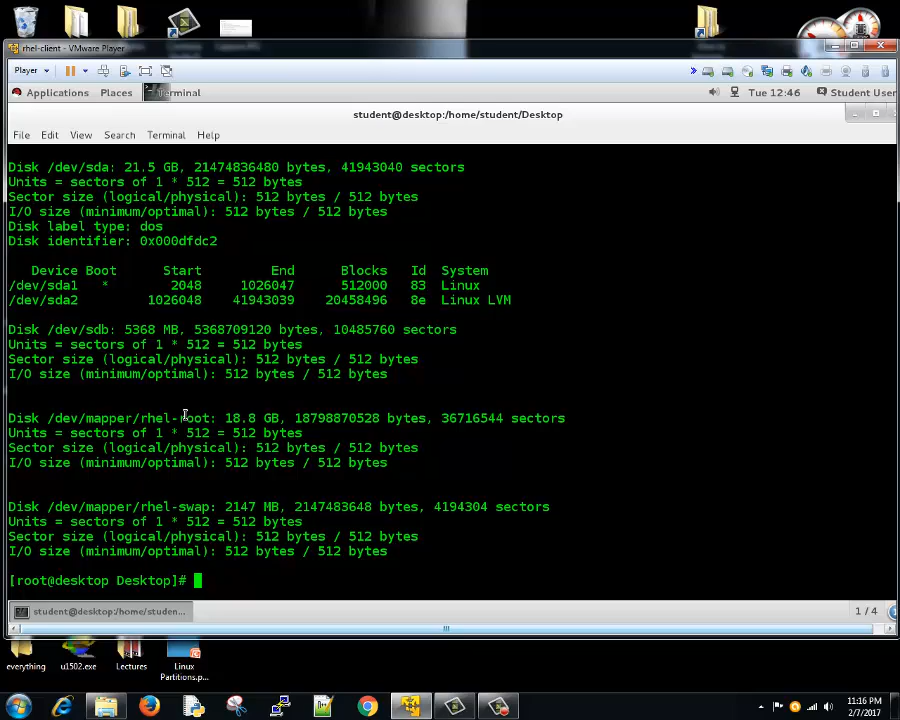 rhel-client - VMware Player
Player
Applications Places Terminal Tue 12:46 Student User
student@desktop:/home/student/Desktop
File Edit View Search Terminal Help
Disk /dev/sda: 21.5 GB, 21474836480 bytes, 41943040 sectors
Units = sectors of 1 * 512 = 512 bytes
Sector size (logical/physical): 512 bytes / 512 bytes
I/O size (minimum/optimal): 512 bytes / 512 bytes
Disk label type: dos
Disk identifier: 0x000dfdc2
Device Boot Start End Blocks Id System
/dev/sda1 * 2048 1026047 512000 83 Linux
/dev/sda2 1026048 41943039 20458496 8e Linux LVM
Disk /dev/sdb: 5368 MB, 5368709120 bytes, 10485760 sectors
Units = sectors of 1 * 512 = 512 bytes
Sector size (logical/physical): 512 bytes / 512 bytes
I/O size (minimum/optimal): 512 bytes / 512 bytes
Disk /dev/mapper/rhel-root: 18.8 GB, 18798870528 bytes, 36716544 sectors
Units = sectors of 1 * 512 = 512 bytes
Sector size (logical/physical): 512 bytes / 512 bytes
I/O size (minimum/optimal): 512 bytes / 512 bytes
Disk /dev/mapper/rhel-swap: 2147 MB, 2147483648 bytes, 4194304 sectors
Units = sectors of 1 * 512 = 512 bytes
Sector size (logical/physical): 512 bytes / 512 bytes
I/O size (minimum/optimal): 512 bytes / 512 bytes
[root@desktop Desktop]#
student@desktop:/home/studen... 1 / 4
everything u1502.exe Lectures Linux
Partitions.p...
11:16 PM
2/7/2017